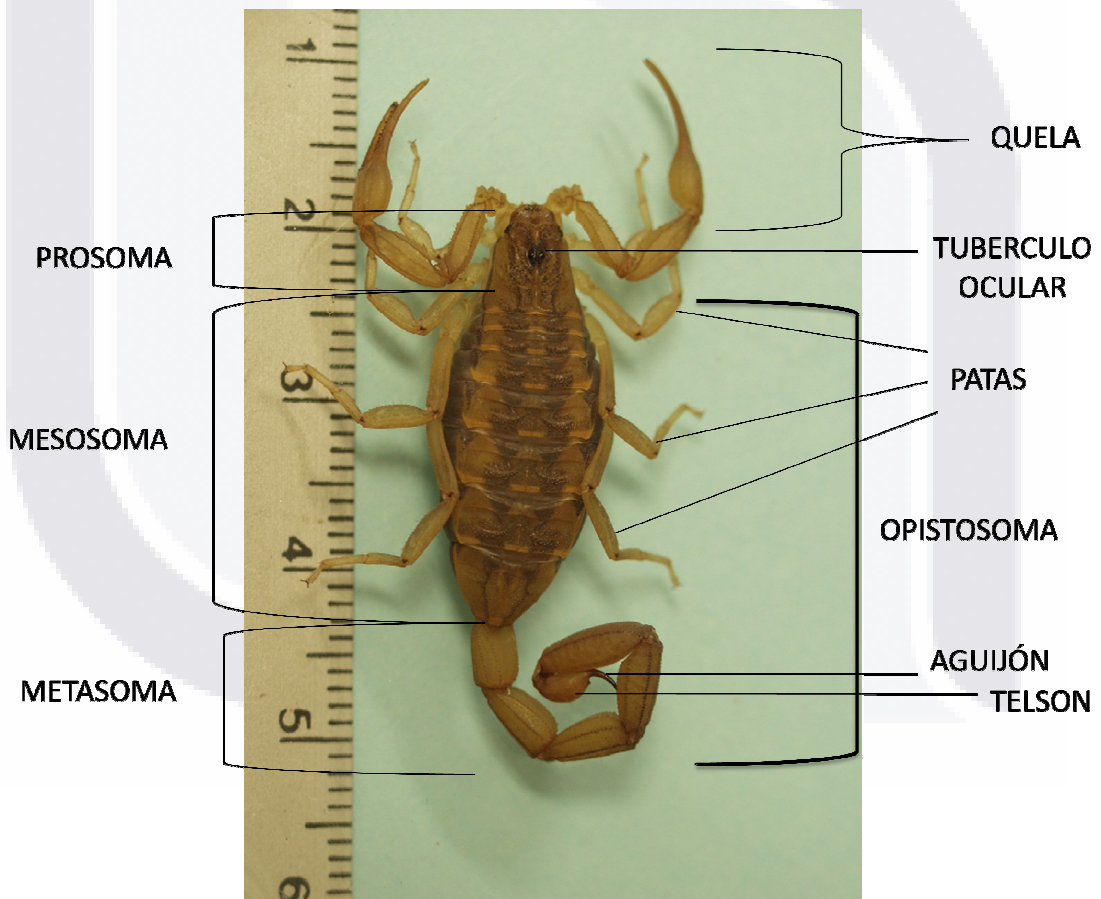 1
QUELA
2
PROSOMA
TUBERCULO
OCULAR
3
PATAS
MESOSOMA
OPISTOSOMA
4
AGUIJÓN
METASOMA
TELSON
5
6